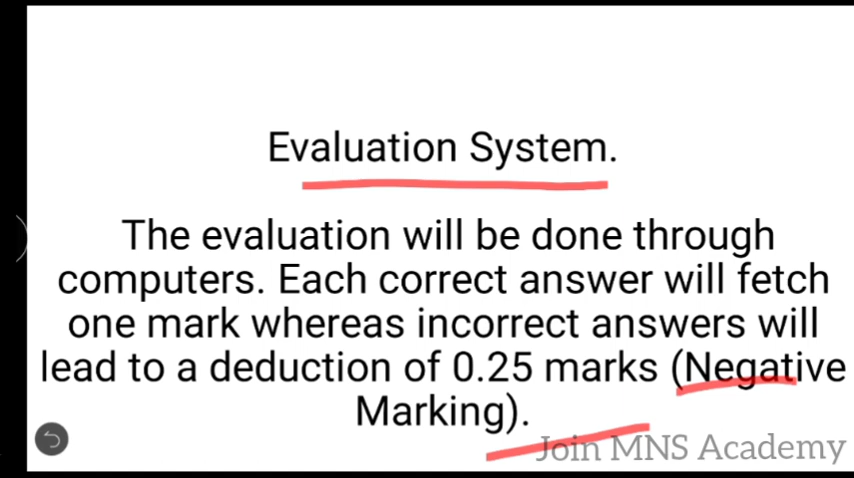 Evaluation System.
The evaluation will be done through
computers. Each correct answer will fetch
one mark whereas incorrect answers will
lead to a deduction of 0.25 marks (Negative
Marking).
Join MNS Academy